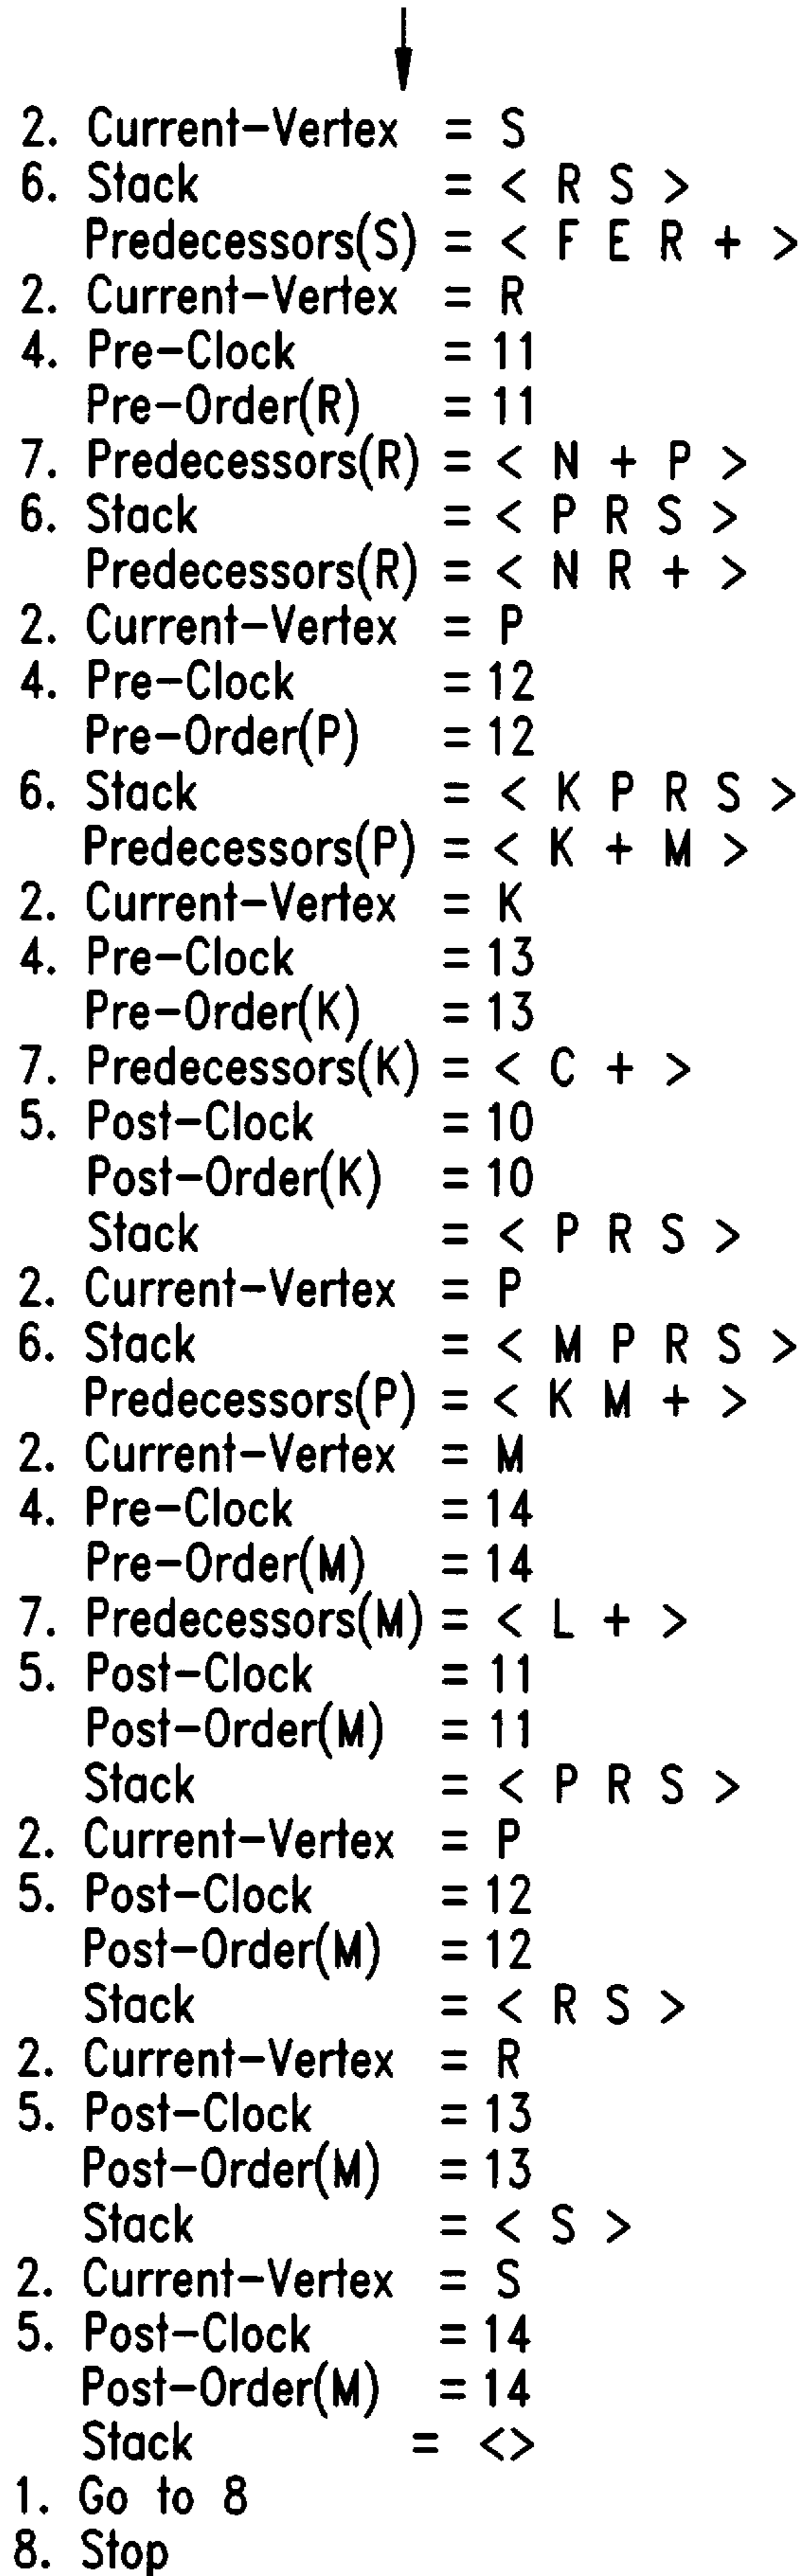 2. Current-Vertex = S
6. Stack = < R S >
Predecessors(S) = < F E R + >
2. Current-Vertex = R
4. Pre-Clock = 11
Pre-Order(R) = 11
7. Predecessors(R) = < N + P >
6. Stack = < P R S >
Predecessors(R) = < N R + >
2. Current-Vertex = P
4. Pre-Clock = 12
Pre-Order(P) = 12
6. Stack = < K P R S >
Predecessors(P) = < K + M >
2. Current-Vertex = K
4. Pre-Clock = 13
Pre-Order(K) = 13
7. Predecessors(K) = < C + >
5. Post-Clock = 10
Post-Order(K) = 10
Stack = < P R S >
2. Current-Vertex = P
6. Stack = < M P R S >
Predecessors(P) = < K M + >
2. Current-Vertex = M
4. Pre-Clock = 14
Pre-Order(M) = 14
7. Predecessors(M) = < L + >
5. Post-Clock = 11
Post-Order(M) = 11
Stack = < P R S >
2. Current-Vertex = P
5. Post-Clock = 12
Post-Order(M) = 12
Stack = < R S >
2. Current-Vertex = R
5. Post-Clock = 13
Post-Order(M) = 13
Stack = < S >
2. Current-Vertex = S
5. Post-Clock = 14
Post-Order(M) = 14
Stack = <>
1. Go to 8
8. Stop